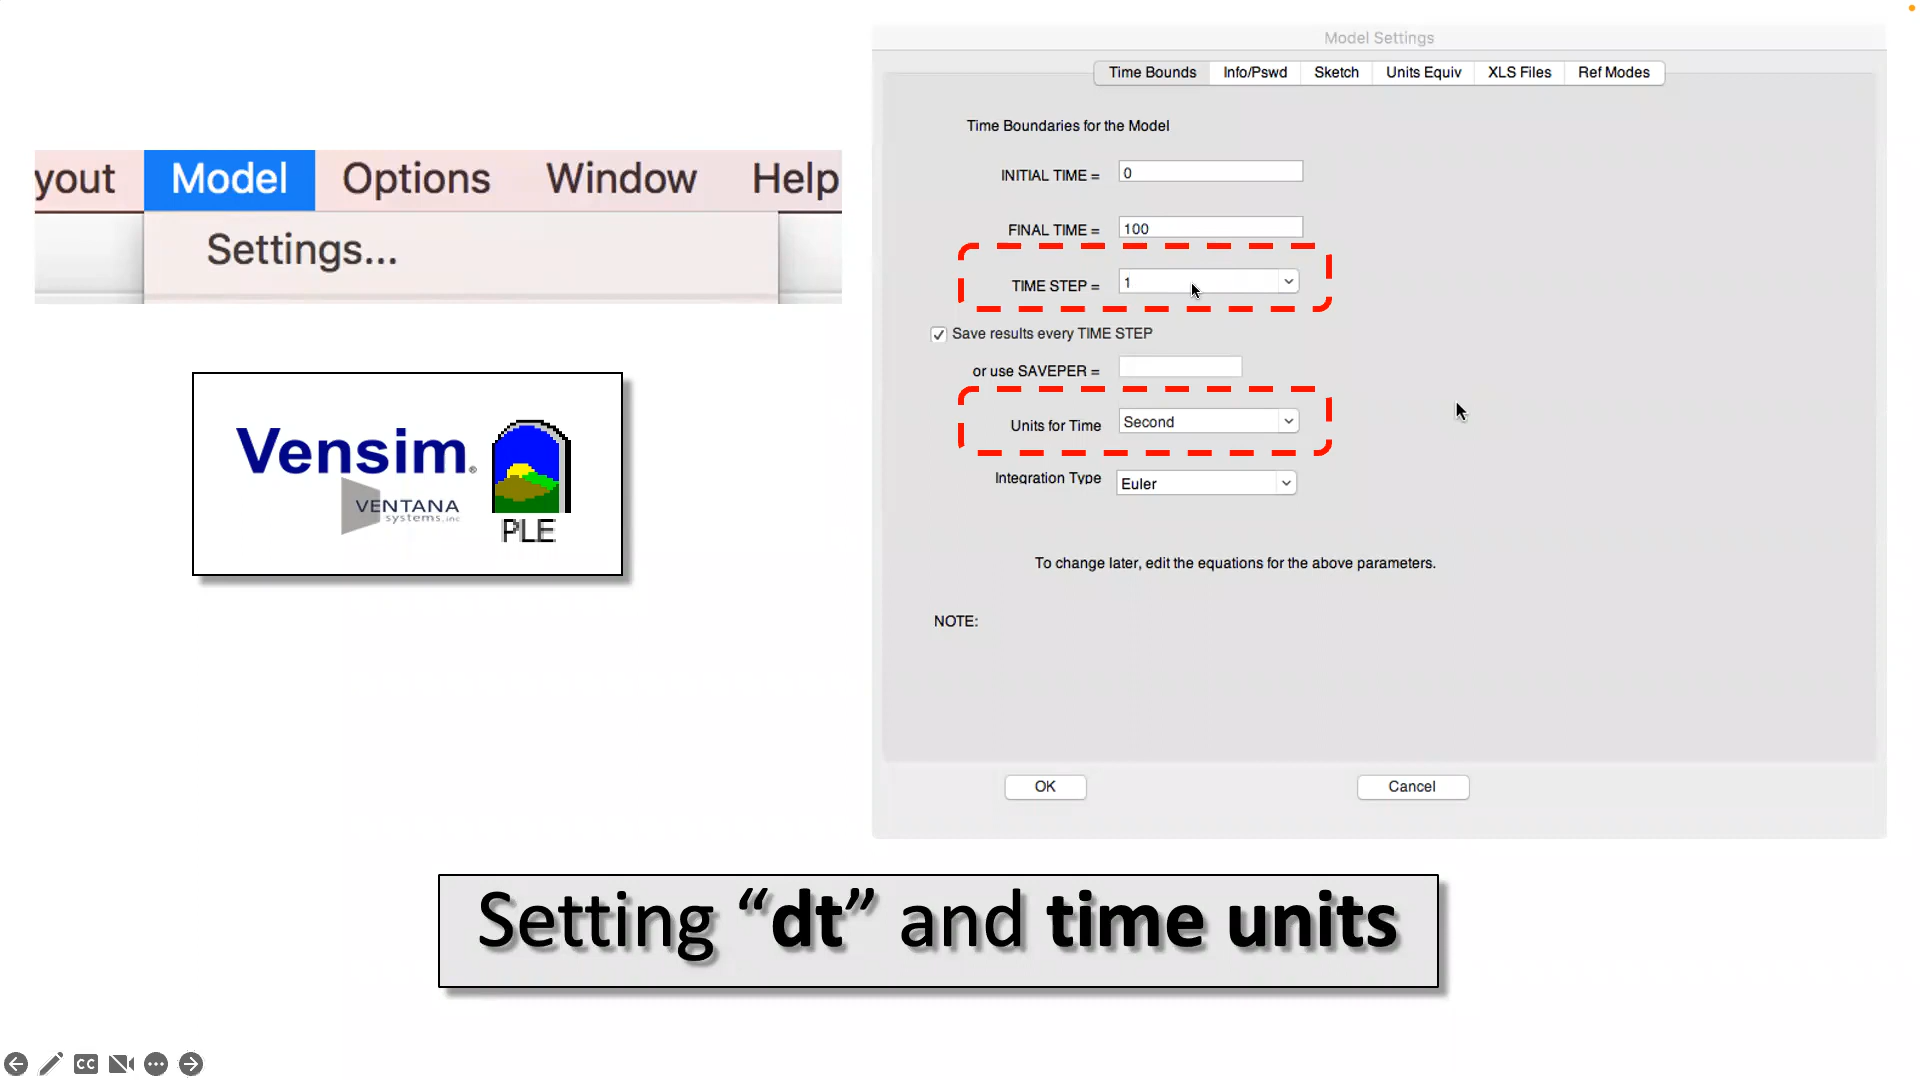 Model Settings
Time Bounds Info/Pswd Sketch Units Equiv XLS Files Ref Modes
Time Boundaries for the Model
INITIAL TIME = 0
FINAL TIME = 100
TIME STEP = 1
Save results every TIME STEP
or use SAVEPER =
Units for Time Second
Integration Type Euler
To change later, edit the equations for the above parameters.
NOTE:
OK Cancel
yout Model Options Window Help
Settings...
Vensim®
VENTANA
systems, inc
PLE
Setting “dt” and time units
CC